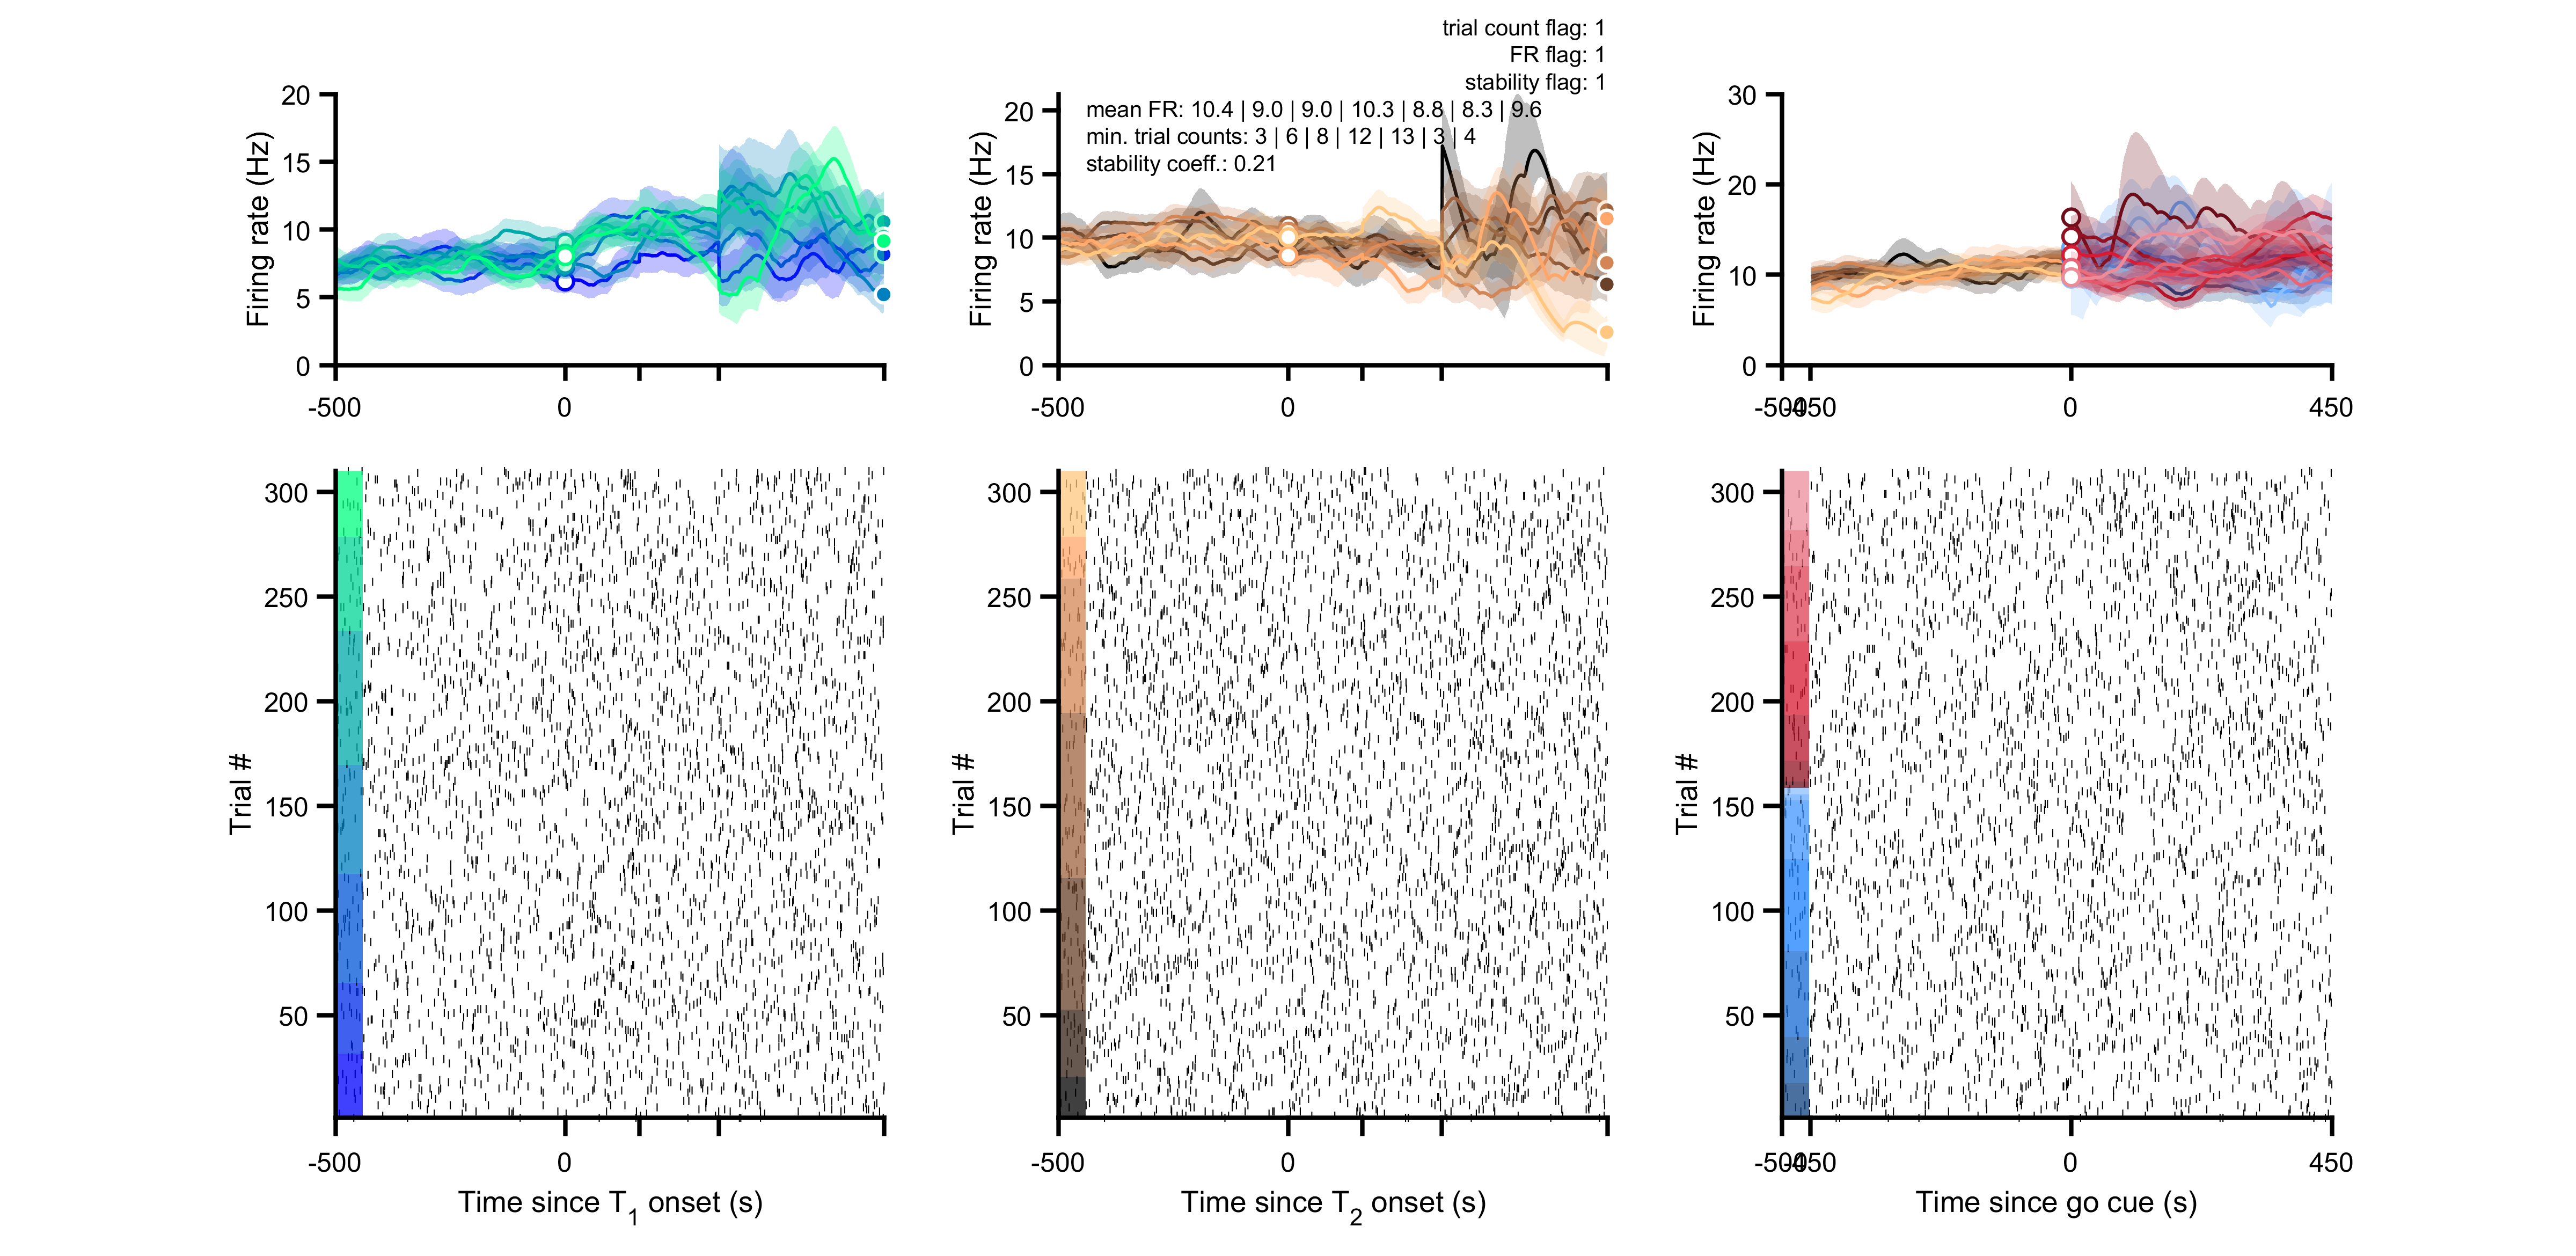 trial count flag: 1
FR flag: 1
stability flag: 1
mean FR: 10.4 | 9.0 | 9.0 | 10.3 | 8.8 | 8.3 | 9.6
min. trial counts: 3 | 6 | 8 | 12 | 13 | 3 | 4
stability coeff.: 0.21
Firing rate (Hz)
20
15
10
5
0
-500 0
Firing rate (Hz)
20
15
10
5
0
-500 0
Firing rate (Hz)
30
20
10
0
-500 -450 0 450
Trial #
300
250
200
150
100
50
-500 0
Time since T1 onset (s)
Trial #
300
250
200
150
100
50
-500 0
Time since T2 onset (s)
Trial #
300
250
200
150
100
50
-500 -450 0 450
Time since go cue (s)